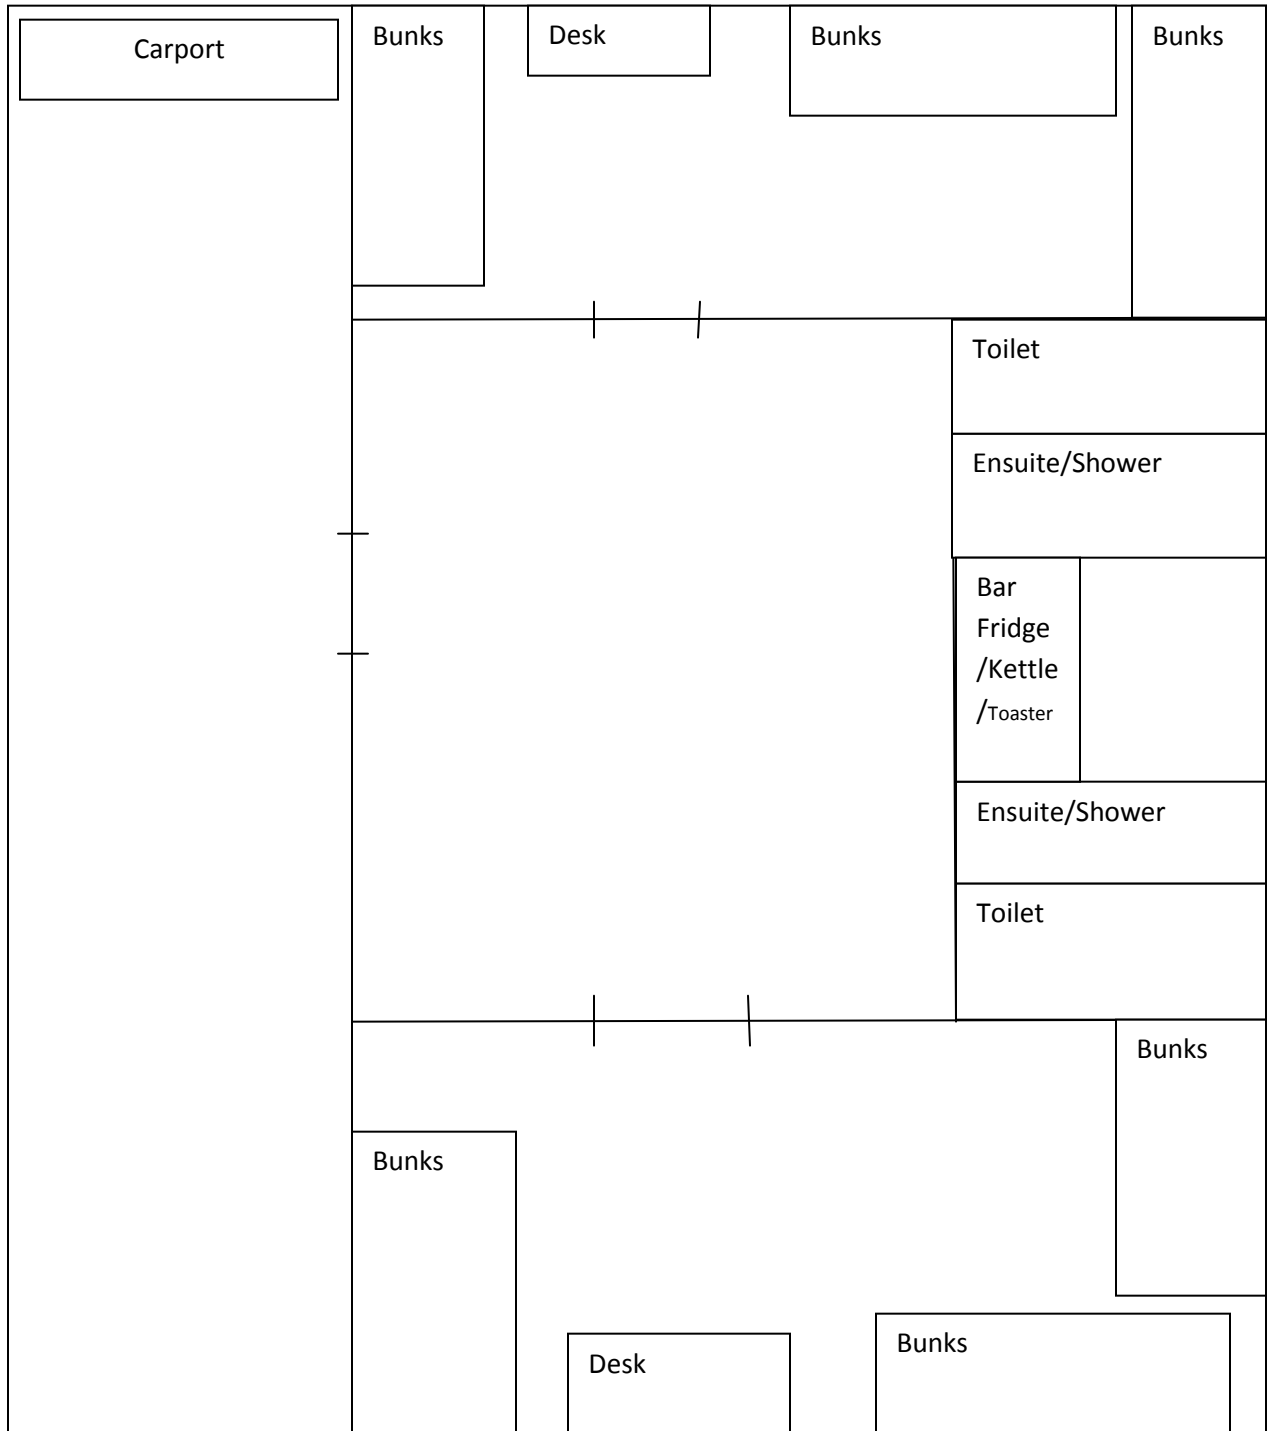 Carport
Bunks
Desk
Bunks
Bunks
Toilet
Ensuite/Shower
Bar
Fridge
/Kettle
/Toaster
Ensuite/Shower
Toilet
Bunks
Bunks
Bunks
Desk